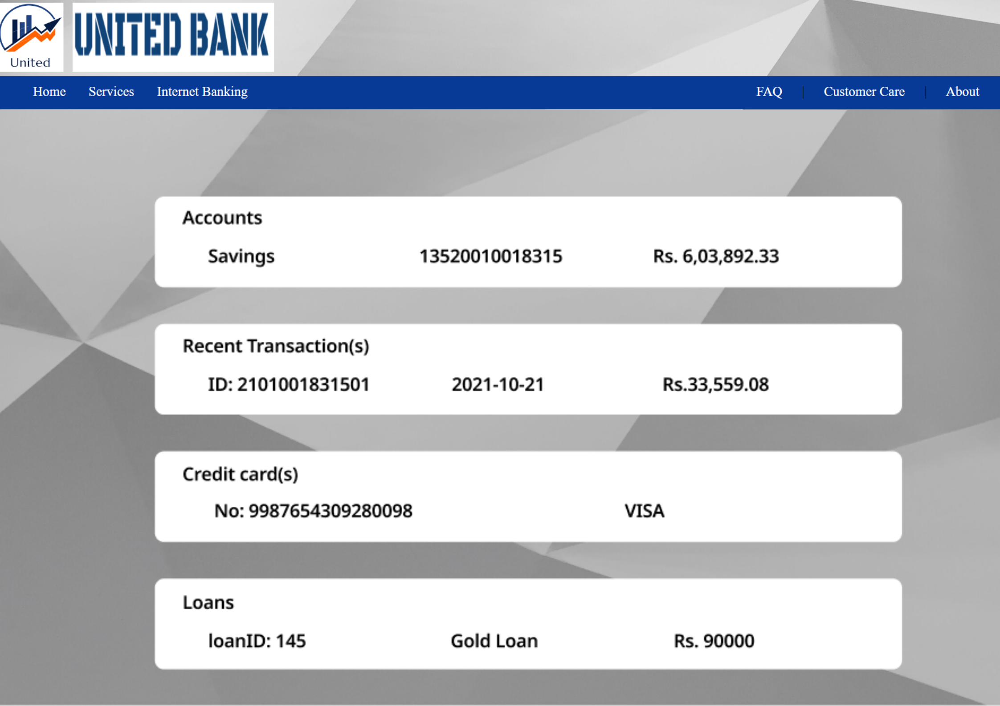 United
UNITED BANK
Home Services Internet Banking FAQ | Customer Care | About
Accounts
Savings 13520010018315 Rs. 6,03,892.33
Recent Transaction(s)
ID: 2101001831501 2021-10-21 Rs.33,559.08
Credit card(s)
No: 9987654309280098 VISA
Loans
loanID: 145 Gold Loan Rs. 90000